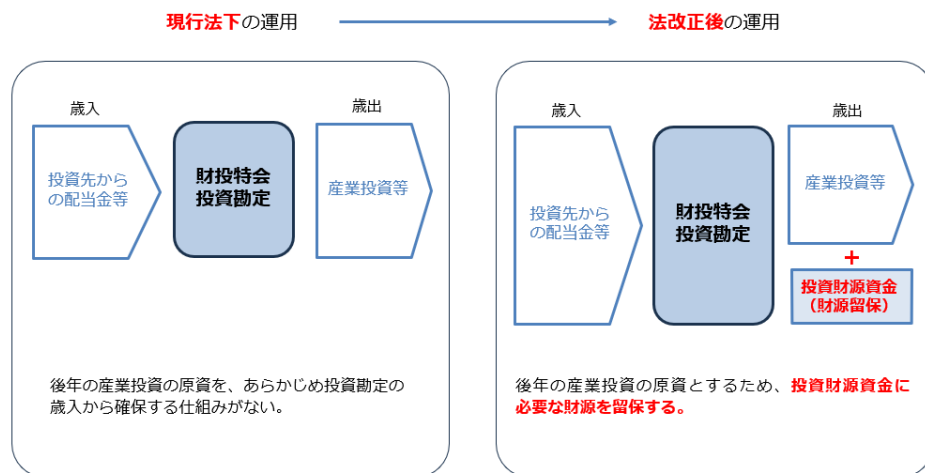 現行法下の運用
法改正後の運用
歳入
歳出
投資先から
の配当金等
財投特会
投資勘定
産業投資等
後年の産業投資の原資を、あらかじめ投資勘定の
歳入から確保する仕組みがない。
歳入
歳出
投資先から
の配当金等
財投特会
投資勘定
産業投資等
+
投資財源資金
（財源留保）
後年の産業投資の原資とするため、投資財源資金に
必要な財源を留保する。